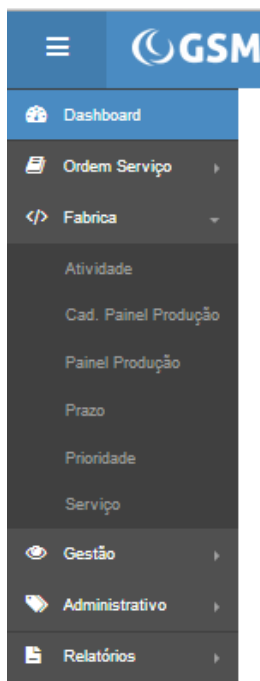 GSM
Dashboard
Ordem Serviço
Fabrica
Atividade
Cad. Painel Produção
Painel Produção
Prazo
Prioridade
Serviço
Gestão
Administrativo
Relatórios